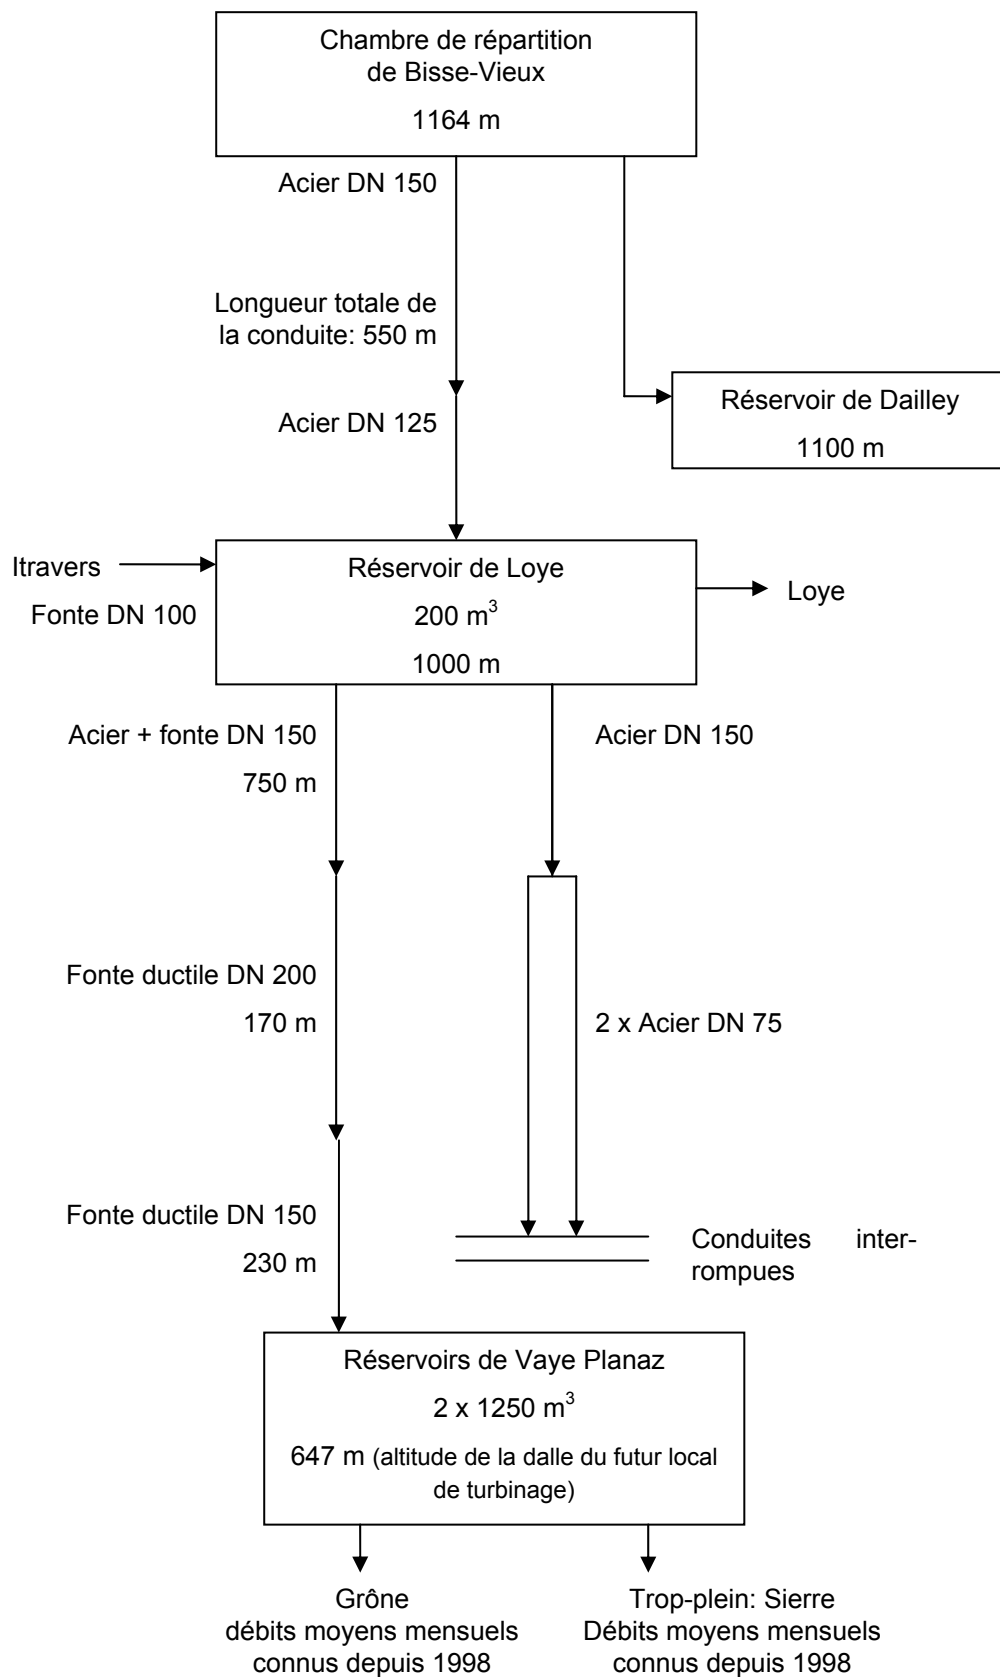 Chambre de répartition
de Bisse-Vieux
1164 m
Acier DN 150
Longueur totale de
la conduite: 550 m
Acier DN 125
Réservoir de Dailley
1100 m
Itravers
Fonte DN 100
Réservoir de Loye
200 m³
1000 m
Loye
Acier + fonte DN 150
750 m
Acier DN 150
Fonte ductile DN 200
170 m
2 x Acier DN 75
Fonte ductile DN 150
230 m
Conduites inter-
rompues
Réservoirs de Vaye Planaz
2 x 1250 m³
647 m (altitude de la dalle du futur local
de turbinage)
Grône
débits moyens mensuels
connus depuis 1998
Trop-plein: Sierre
Débits moyens mensuels
connus depuis 1998